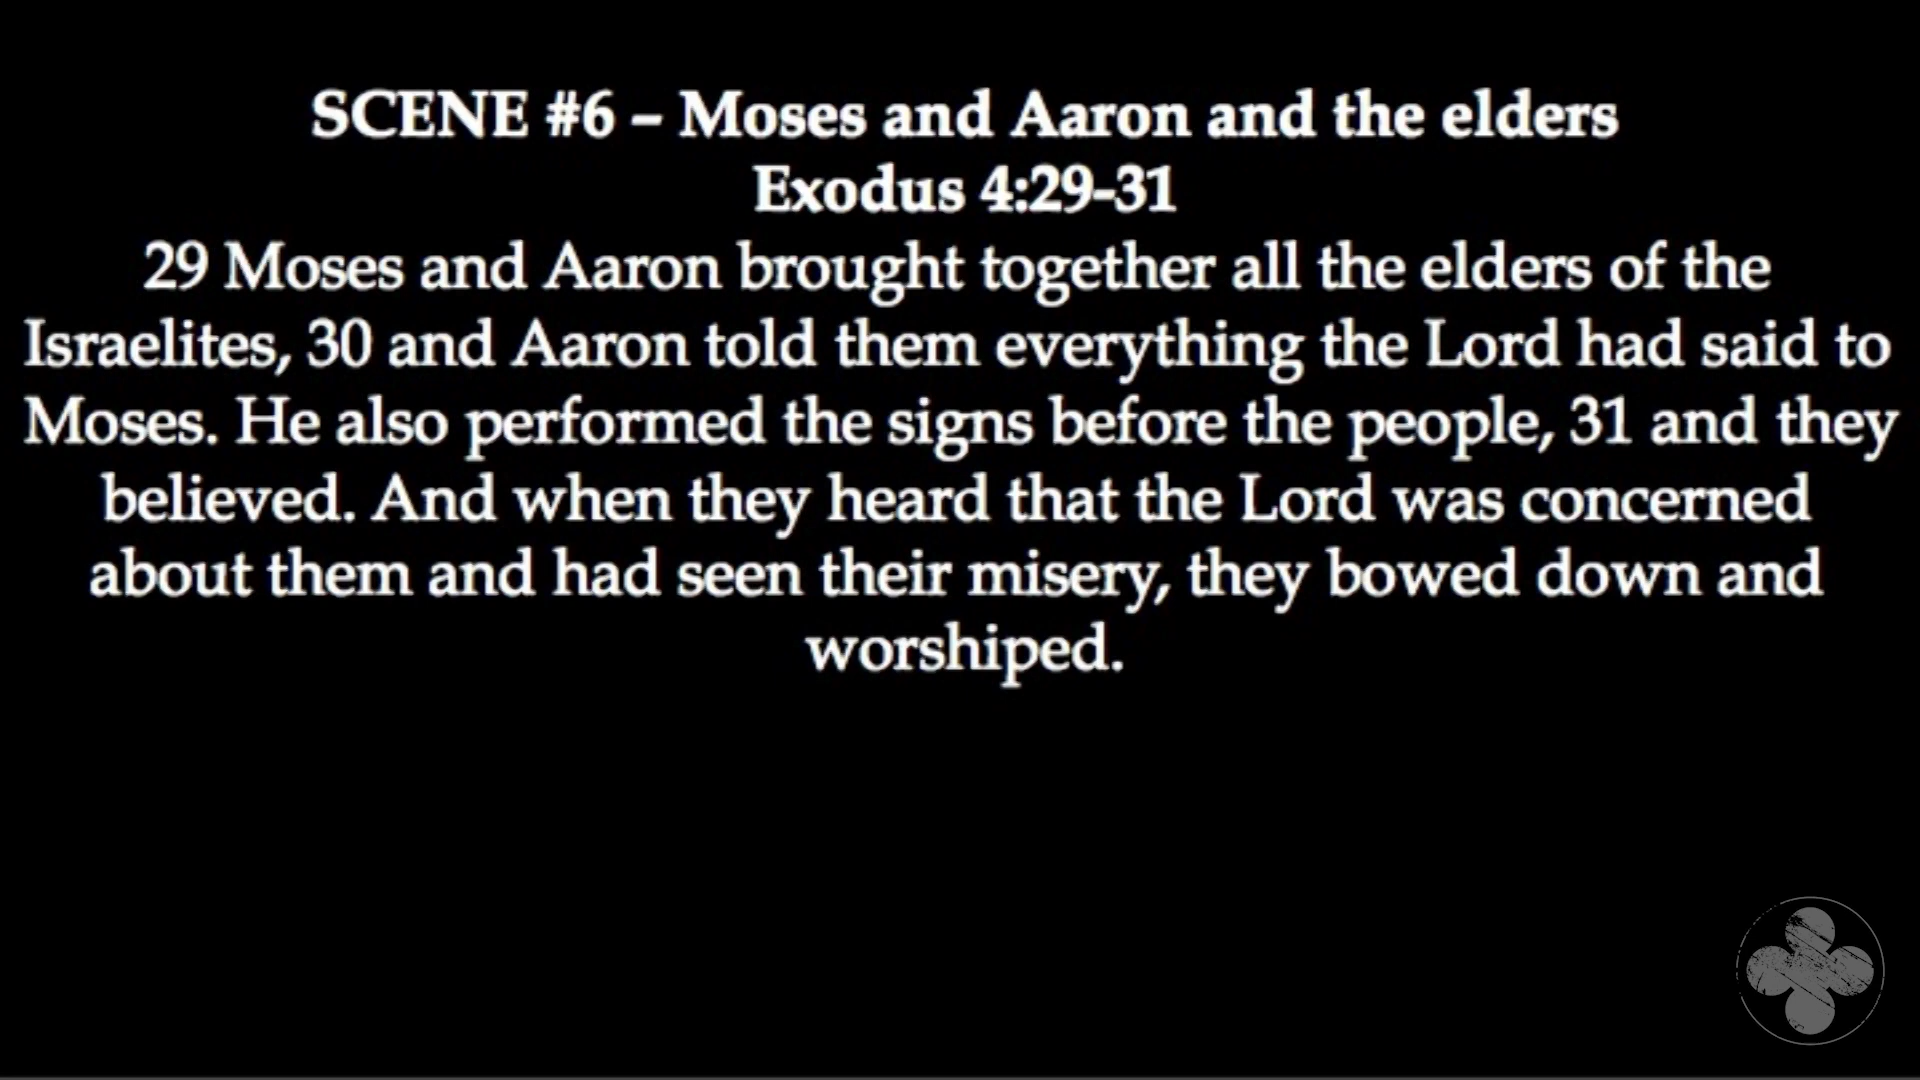 SCENE #6 – Moses and Aaron and the elders
Exodus 4:29-31
29 Moses and Aaron brought together all the elders of the
Israelites, 30 and Aaron told them everything the Lord had said to
Moses. He also performed the signs before the people, 31 and they
believed. And when they heard that the Lord was concerned
about them and had seen their misery, they bowed down and
worshiped.